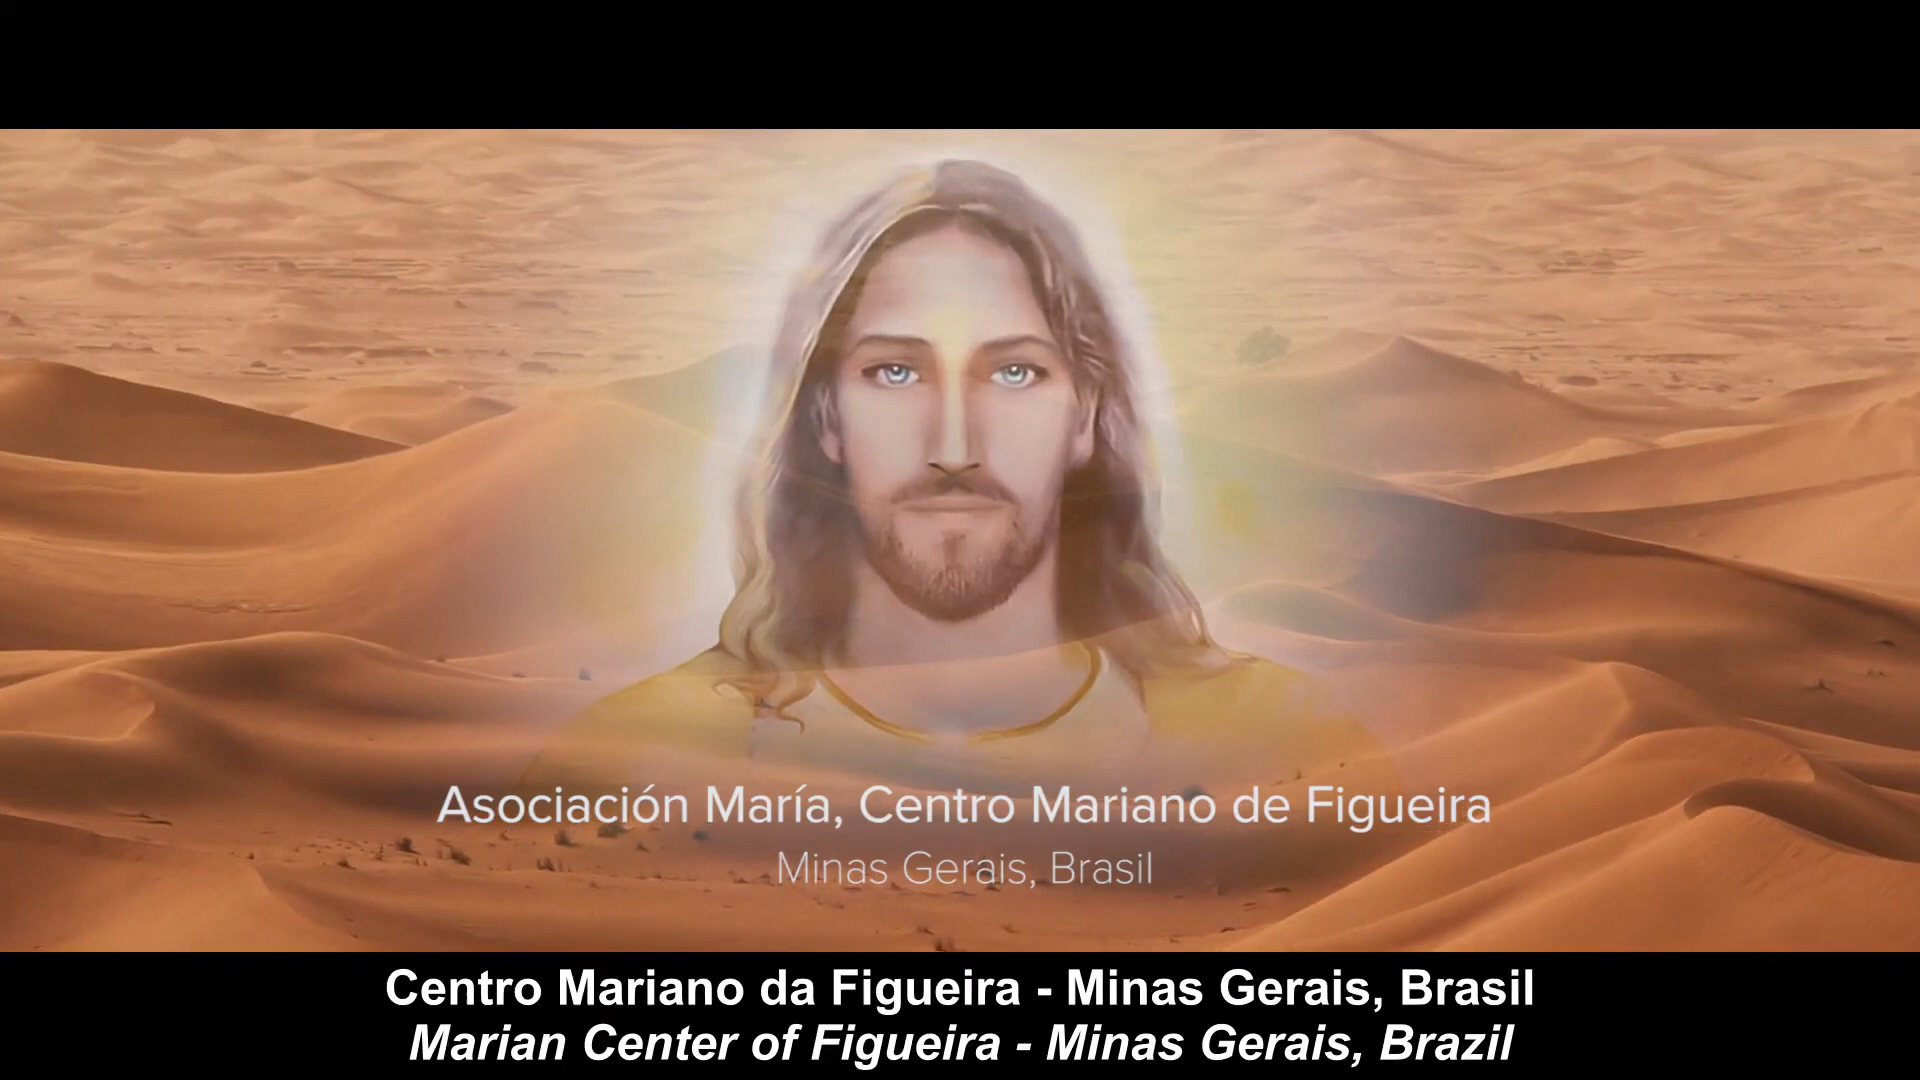 Asociación María, Centro Mariano de Figueira
Minas Gerais, Brasil
Centro Mariano da Figueira - Minas Gerais, Brasil
Marian Center of Figueira - Minas Gerais, Brazil